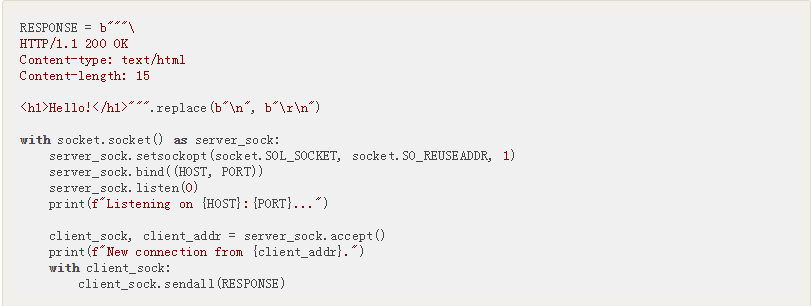 RESPONSE = b"""\
HTTP/1.1 200 OK
Content-type: text/html
Content-length: 15

<h1>Hello!</h1>""".replace(b"\n", b"\r\n")

with socket.socket() as server_sock:
    server_sock.setsockopt(socket.SOL_SOCKET, socket.SO_REUSEADDR, 1)
    server_sock.bind((HOST, PORT))
    server_sock.listen(0)
    print(f"Listening on {HOST}:{PORT}...")

    client_sock, client_addr = server_sock.accept()
    print(f"New connection from {client_addr}.")
    with client_sock:
        client_sock.sendall(RESPONSE)